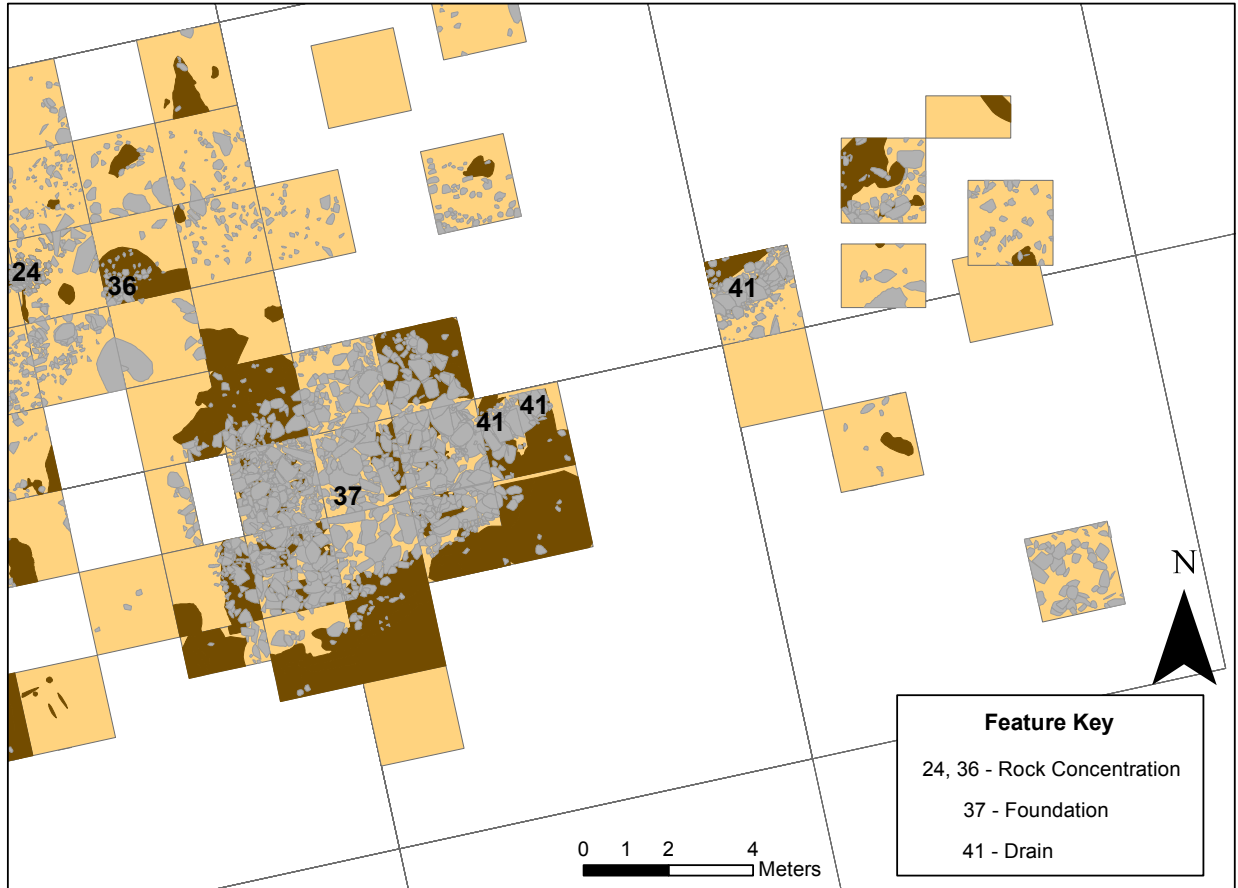 24
36
41
41
41
37
N
Feature Key
24, 36 - Rock Concentration
37 - Foundation
41 - Drain
0 1 2 4
Meters